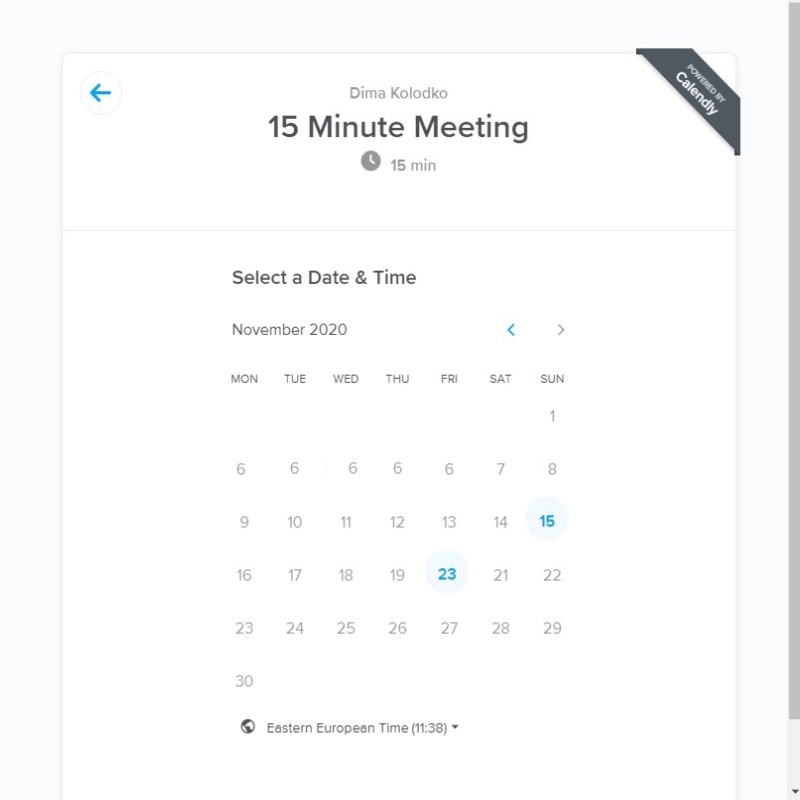 POWERED BY
Calendly
Dima Kolodko
15 Minute Meeting
15 min
Select a Date & Time
November 2020
MON TUE WED THU FRI SAT SUN
1
6 6 6 6 6 7 8
9 10 11 12 13 14 15
16 17 18 19 23 21 22
23 24 25 26 27 28 29
30
Eastern European Time (11:38)